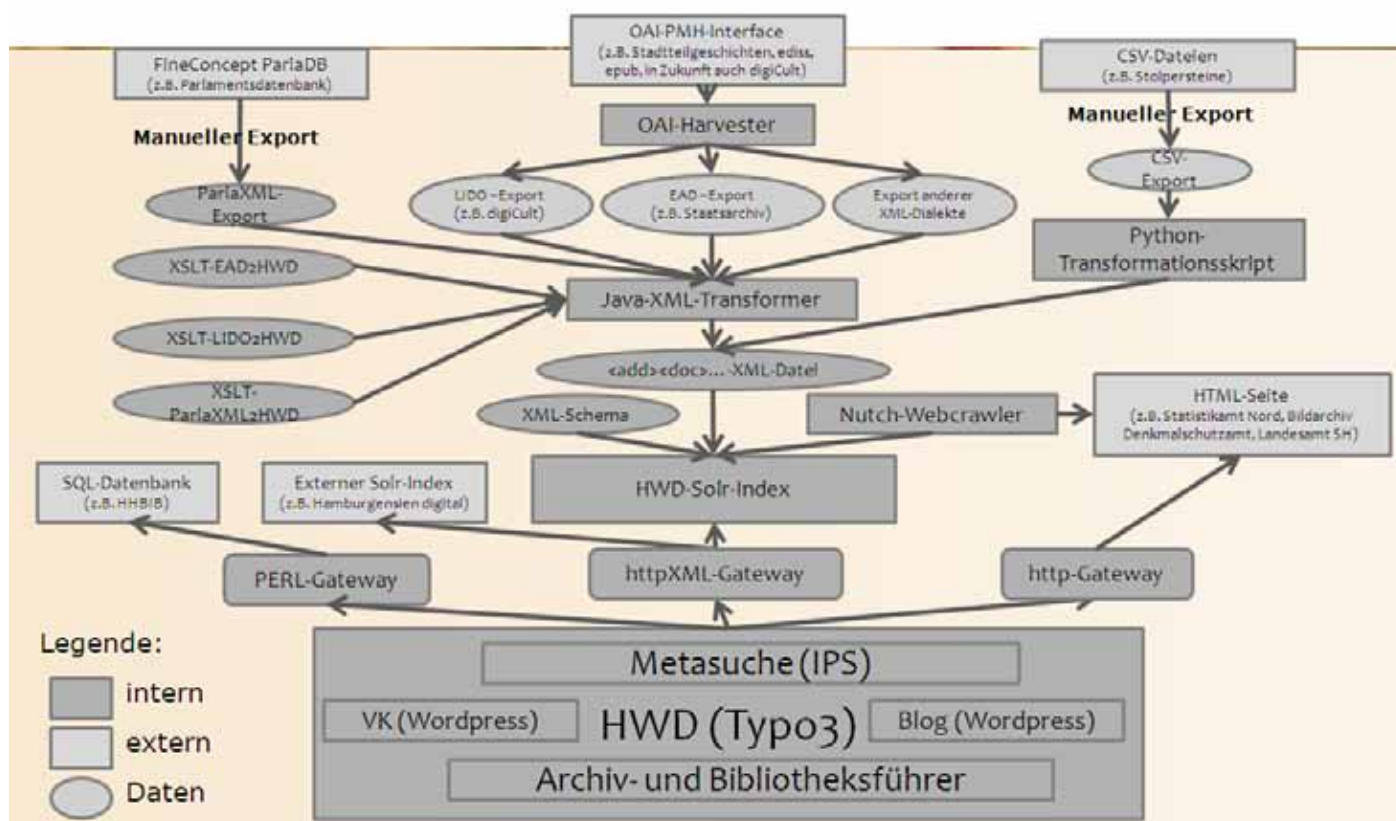 OAI-PMH-Interface
(z.B. Stadtteilgeschichten, ediss,
epub, in Zukunft auch digiCult)
FineConcept ParlaDB
(z.B. Parlamentsdatenbank)
CSV-Dateien
(z.B. Stolpersteine)
Manueller Export
OAI-Harvester
Manueller Export
ParlaXML-
Export
LIDO –Export
(z.B. digiCult)
EAD –Export
(z.B. Staatsarchiv)
Export anderer
XML-Dialekte
CSV-
Export
Python-
Transformationsskript
XSLT-EAD2HWD
Java-XML-Transformer
XSLT-LIDO2HWD
<add><doc>... -XML-Datei
XSLT-
ParlaXML2HWD
XML-Schema
Nutch-Webcrawler
HTML-Seite
(z.B. Statistikamt Nord, Bildarchiv
Denkmalschutzamt, Landesamt SH)
SQL-Datenbank
(z.B. HHBIB)
Externer Solr-Index
(z.B. Hamburgensien digital)
HWD-Solr-Index
PERL-Gateway
httpXML-Gateway
http-Gateway
Legende:
intern
extern
Daten
Metasuche (IPS)
VK (Wordpress)
HWD (Typo3)
Blog (Wordpress)
Archiv- und Bibliotheksführer